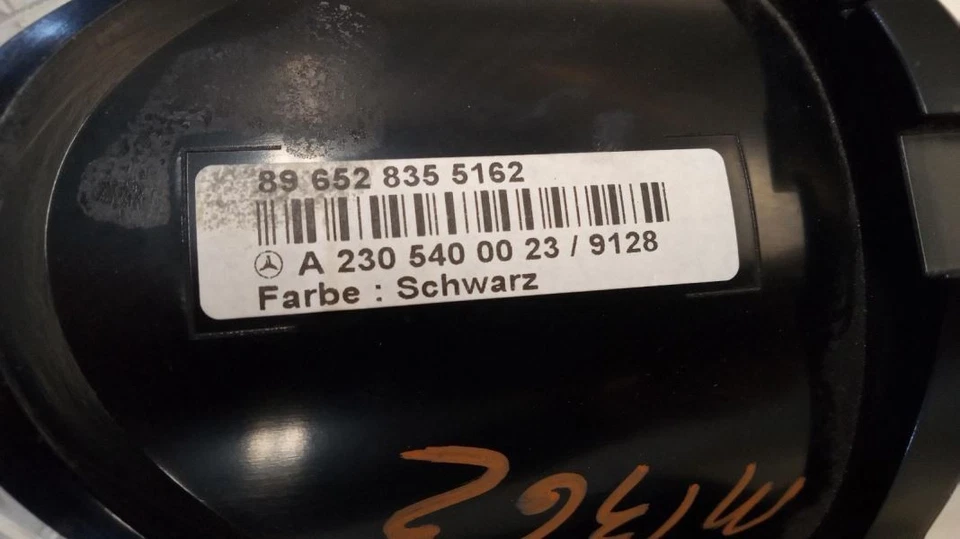 89 652 835 5162
A 230 540 00 23 / 9128
Farbe : Schwarz